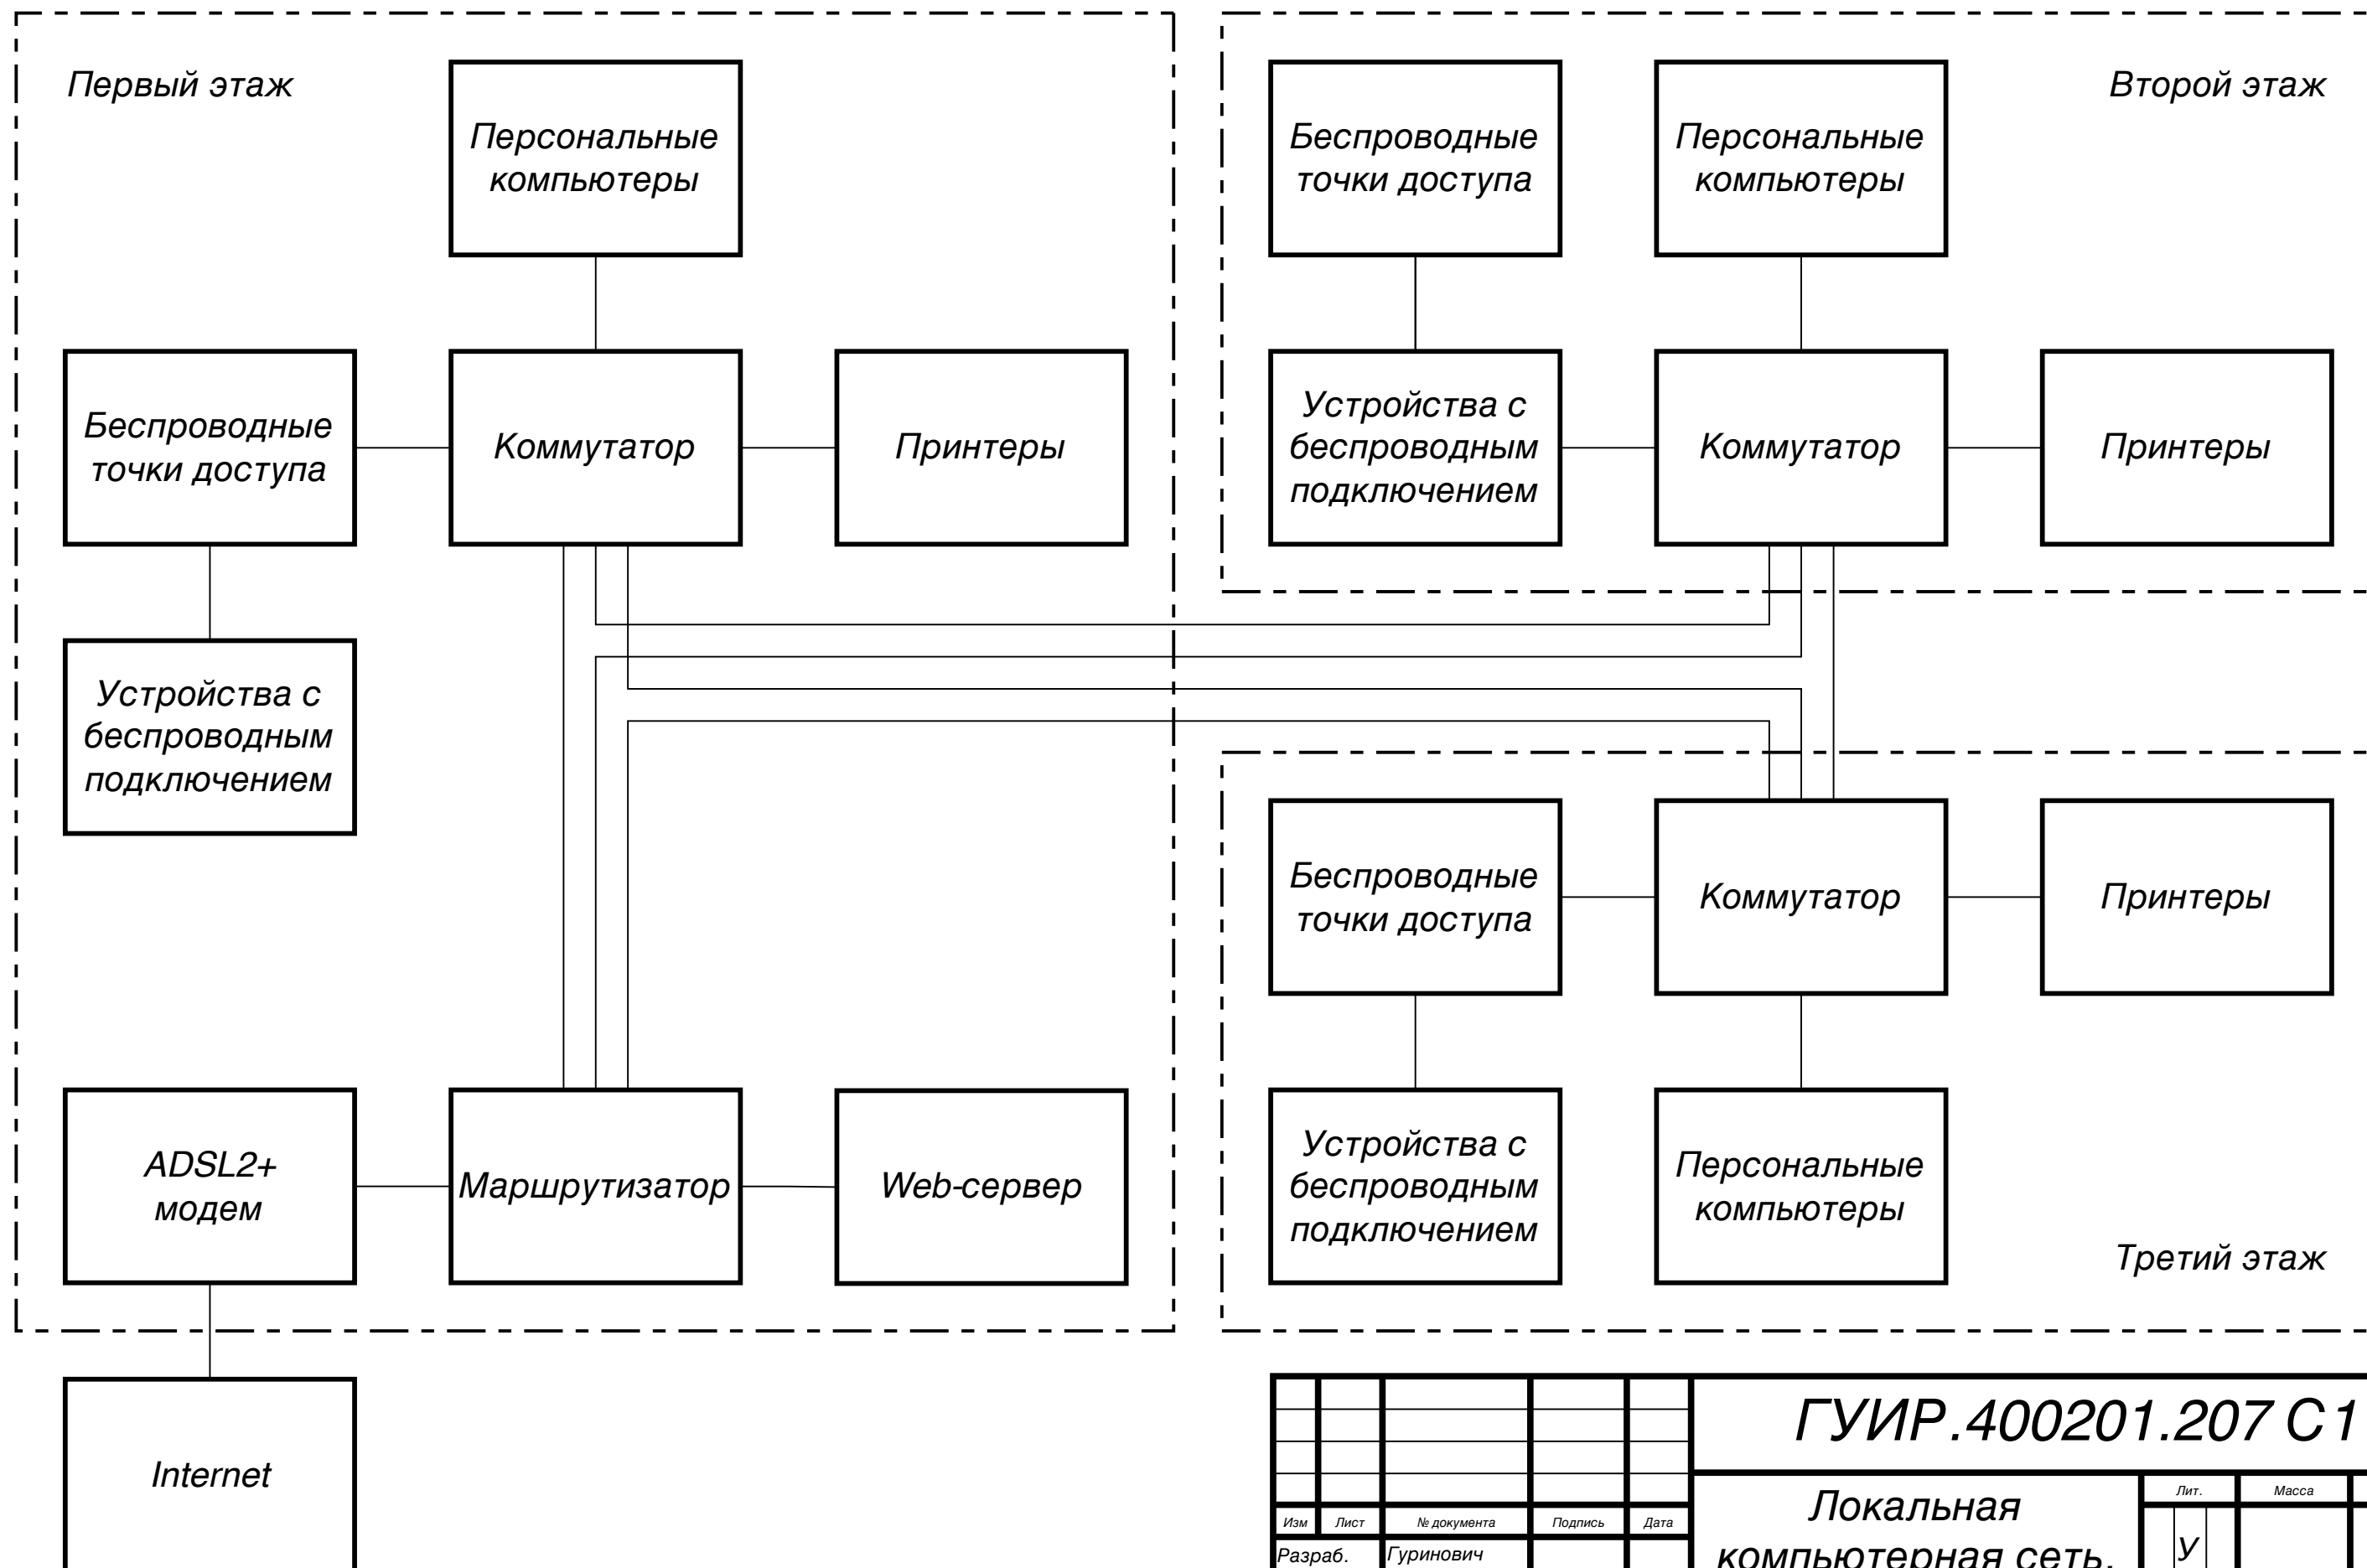 Первый этаж
Персональные
компьютеры
Беспроводные
точки доступа
Коммутатор
Принтеры
Устройства с
беспроводным
подключением
ADSL2+
модем
Маршрутизатор
Web-сервер
Internet
Второй этаж
Беспроводные
точки доступа
Персональные
компьютеры
Устройства с
беспроводным
подключением
Коммутатор
Принтеры
Беспроводные
точки доступа
Коммутатор
Принтеры
Устройства с
беспроводным
подключением
Персональные
компьютеры
Третий этаж
ГУИР.400201.207 С1
Изм Лист № документа Подпись Дата
Разраб. Гуринович
Локальная
компьютерная сеть.
Лит. Масса
У